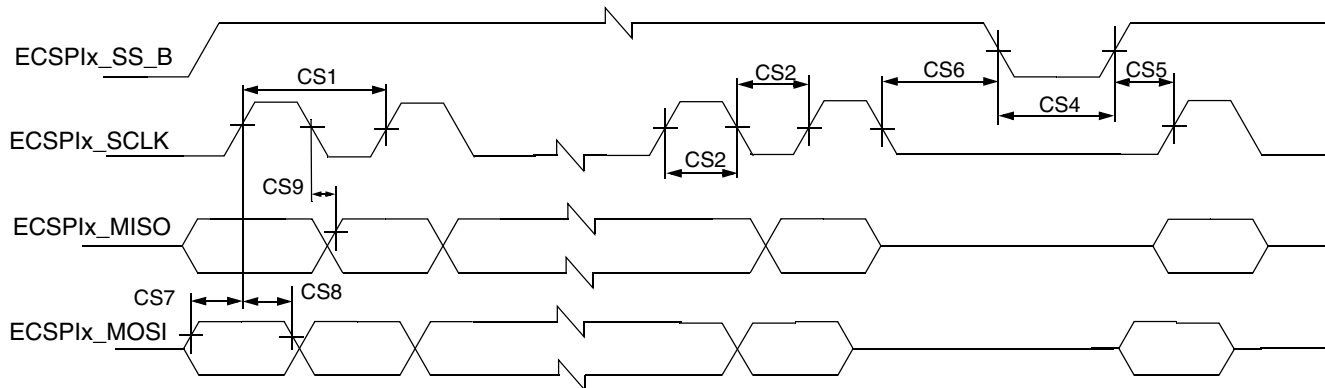 ECSPIx_SS_B
CS1
CS2
CS6
CS5
CS4
ECSPIx_SCLK
CS2
CS9
ECSPIx_MISO
CS7
CS8
ECSPIx_MOSI